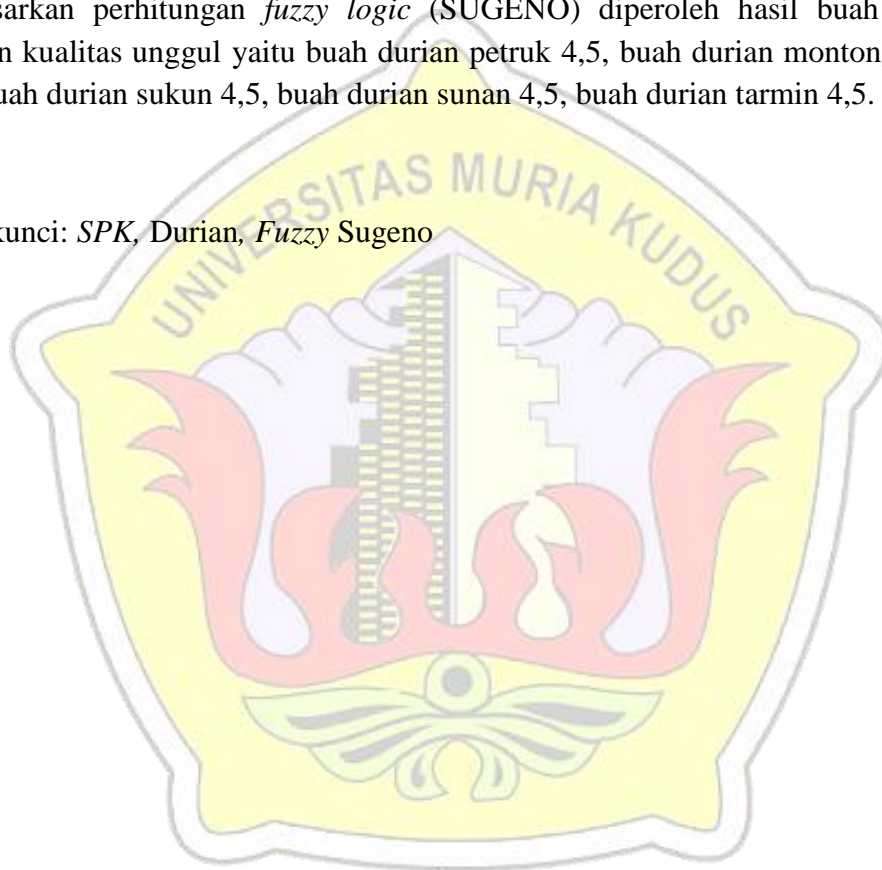 sarkan perhitungan fuzzy logic (SUGENO) diperoleh hasil buah
n kualitas unggul yaitu buah durian petruk 4,5, buah durian monton
uah durian sukun 4,5, buah durian sunan 4,5, buah durian tarmin 4,5.
kunci: SPK, Durian, Fuzzy Sugeno
UNIVERSITAS MURIA KUDUS